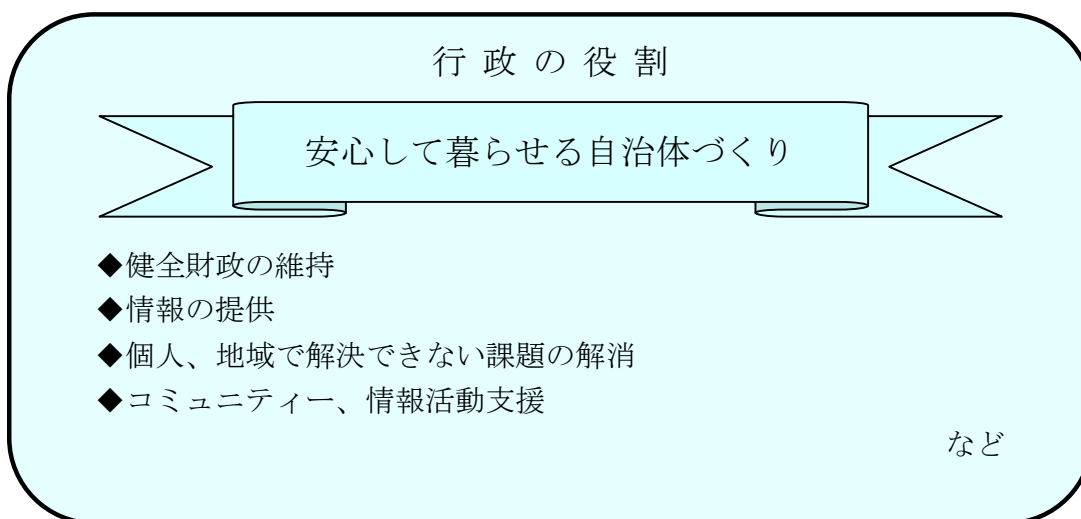 行政の役割
安心して暮らせる自治体づくり
◆健全財政の維持
◆情報の提供
◆個人、地域で解決できない課題の解消
◆コミュニティー、情報活動支援
など